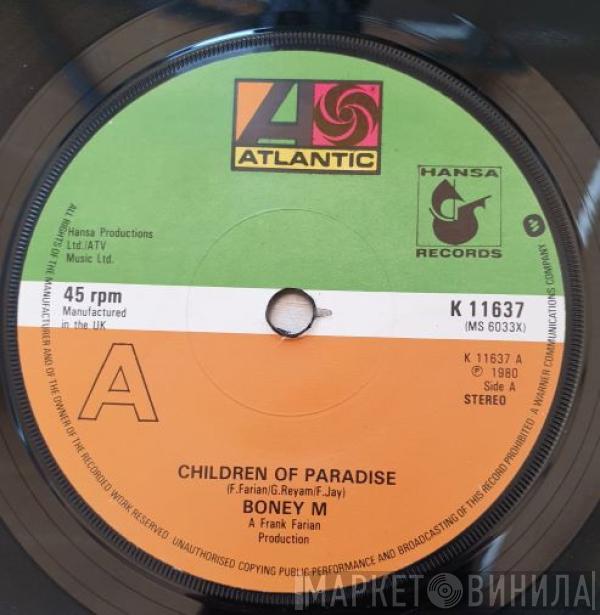 ATLANTIC
HANSA
RECORDS
Hansa Productions
Ltd./ATV
Music Ltd.
45 rpm
Manufactured
in the UK
K 11637
(MS 6033X)
K 11637 A
℗ 1980
Side A
STEREO
A
CHILDREN OF PARADISE
(F.Farian/G.Reyam/F.Jay)
BONEY M
A Frank Farian
Production
ALL RIGHTS OF THE MANUFACTURER AND OF THE OWNER OF THE RECORDED WORK RESERVED. UNAUTHORISED COPYING PUBLIC PERFORMANCE AND BROADCASTING OF THIS RECORD PROHIBITED. A WARNER COMMUNICATIONS COMPANY
МАРКЕТ ВИНИЛА